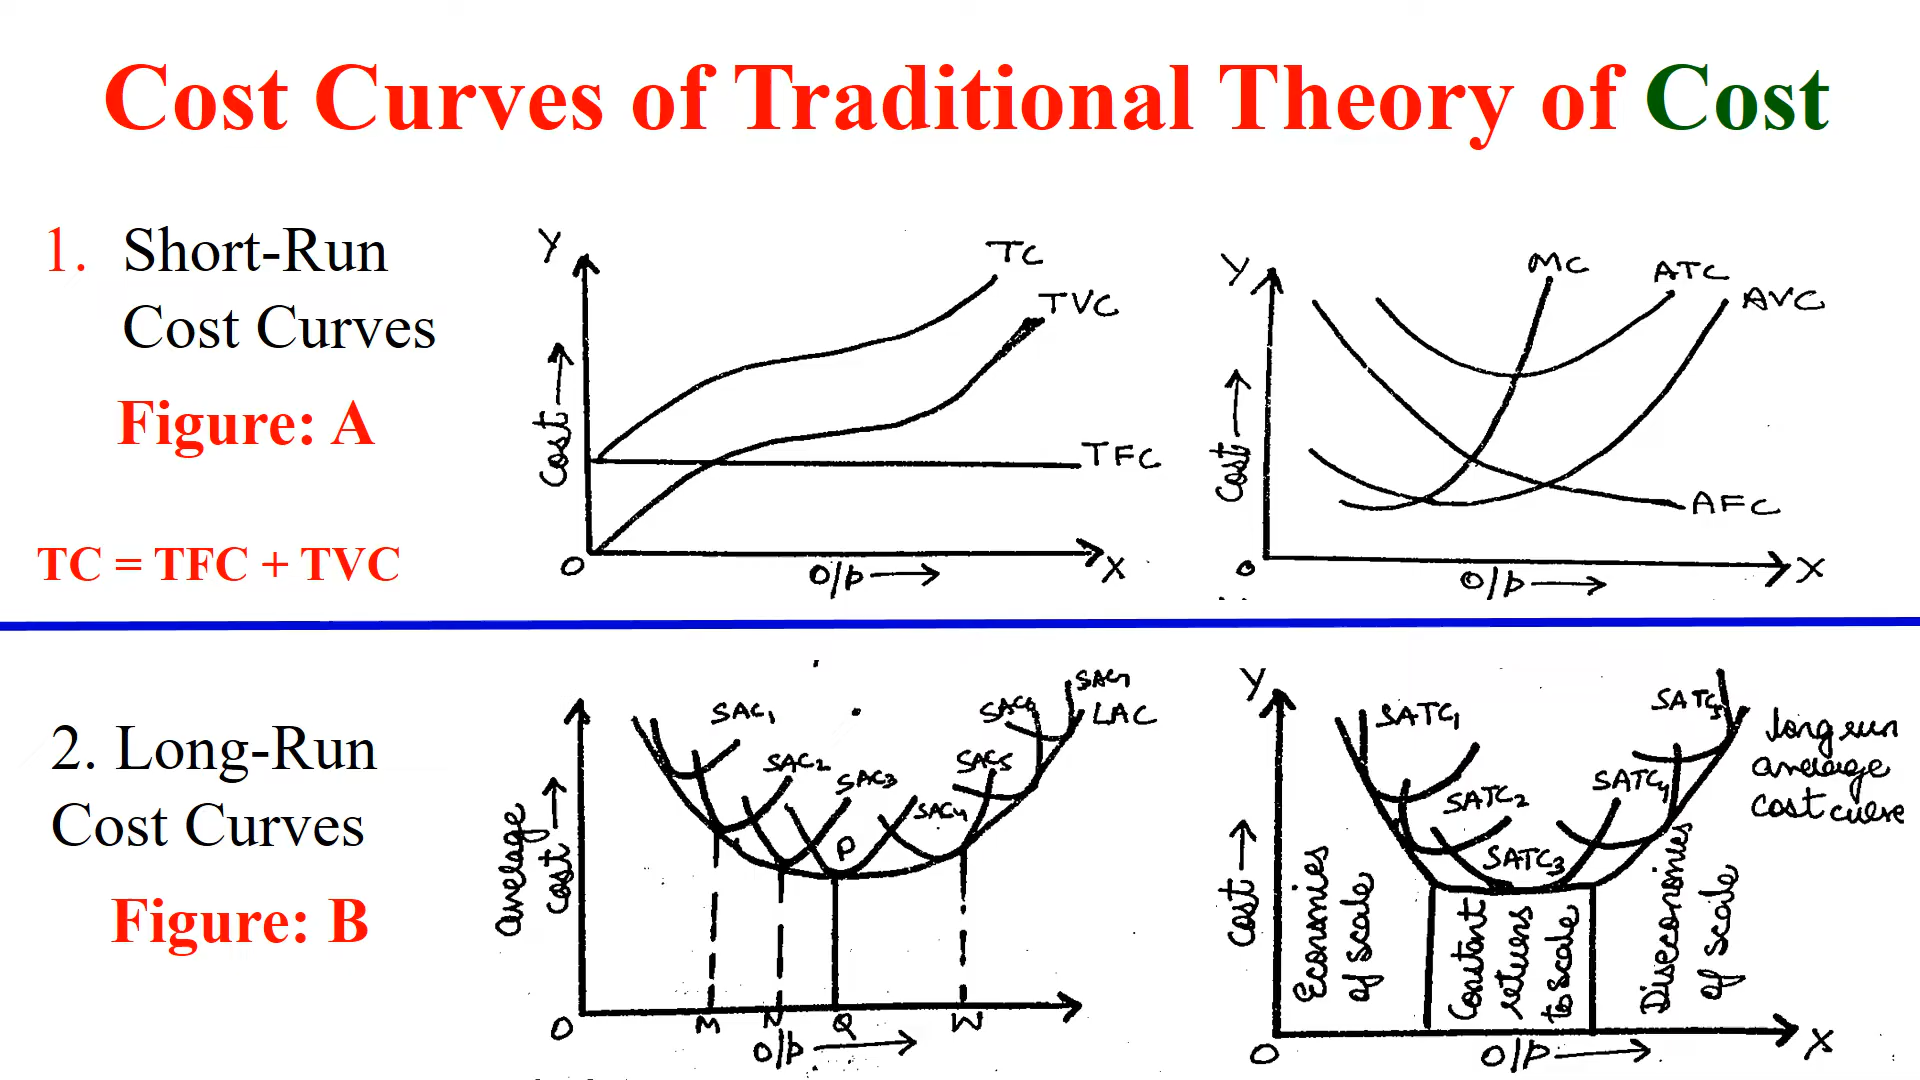 Cost Curves of Traditional Theory of Cost
1. Short-Run
Cost Curves
Figure: A
TC = TFC + TVC
Y
TC
TVC
TFC
Cost
O
O/P
X
Y
MC
ATC
AVC
AFC
Cost
O
O/P
X
2. Long-Run
Cost Curves
Figure: B
SAC1
SAC2
SAC3
SAC4
SAC5
SAC6
SAC7
LAC
P
Average
Cost
O
M
N
Q
O/P
Y
SATC1
SATC2
SATC3
SATC4
SATC5
long run
average
cost curve
Cost
Economies
of scale
Constant
returns
to scale
Diseconomies
of scale
O
O/P
X